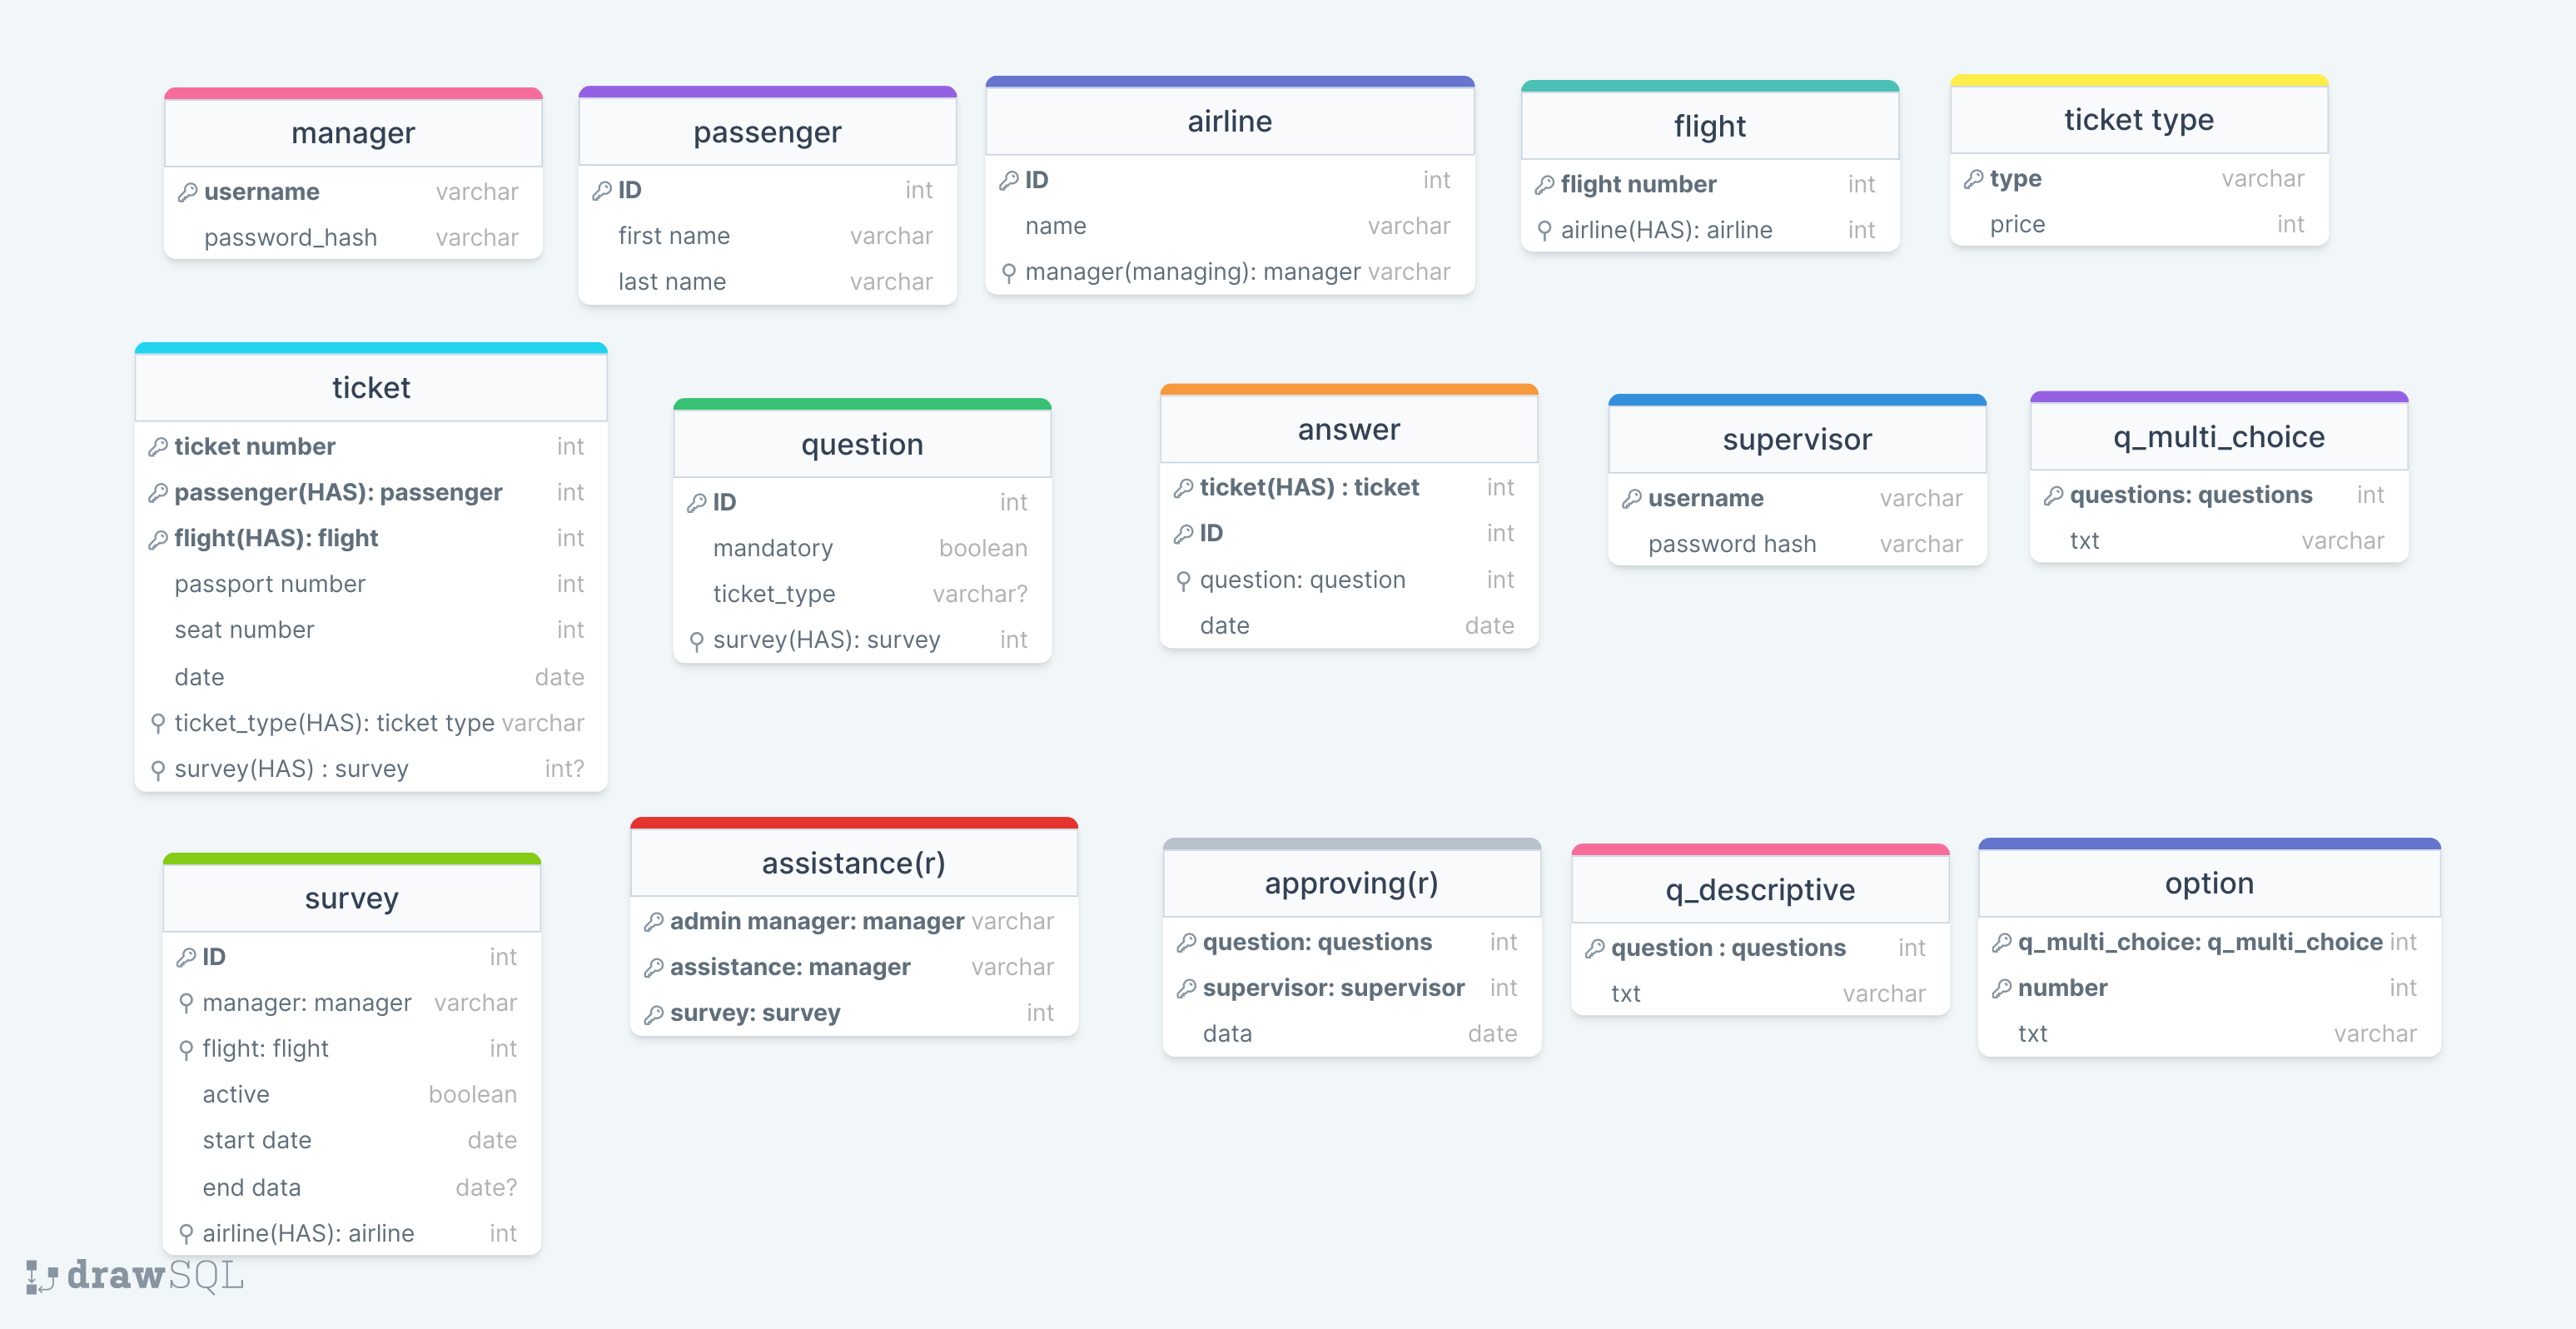 manager
username varchar
password_hash varchar
passenger
ID int
first name varchar
last name varchar
airline
ID int
name varchar
manager(managing): manager varchar
flight
flight number int
airline(HAS): airline int
ticket type
type varchar
price int
ticket
ticket number int
passenger(HAS): passenger int
flight(HAS): flight int
passport number int
seat number int
date date
ticket_type(HAS): ticket type varchar
survey(HAS) : survey int?
question
ID int
mandatory boolean
ticket_type varchar?
survey(HAS): survey int
answer
ticket(HAS) : ticket int
ID int
question: question int
date date
supervisor
username varchar
password hash varchar
q_multi_choice
questions: questions int
txt varchar
survey
ID int
manager: manager varchar
flight: flight int
active boolean
start date date
end data date?
airline(HAS): airline int
assistance(r)
admin manager: manager varchar
assistance: manager varchar
survey: survey int
approving(r)
question: questions int
supervisor: supervisor int
data date
q_descriptive
question : questions int
txt varchar
option
q_multi_choice: q_multi_choice int
number int
txt varchar
drawSQL